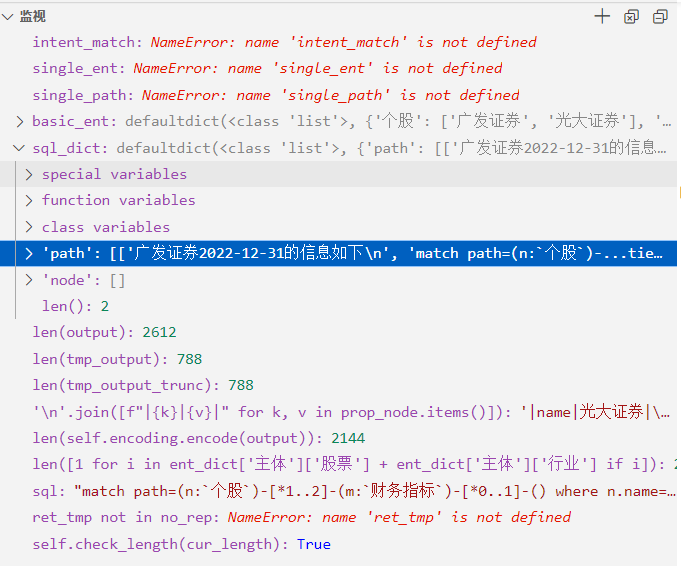 监视
intent_match: NameError: name 'intent_match' is not defined
single_ent: NameError: name 'single_ent' is not defined
single_path: NameError: name 'single_path' is not defined
basic_ent: defaultdict(<class 'list'>, {'个股': ['广发证券', '光大证券'], '...
sql_dict: defaultdict(<class 'list'>, {'path': [['广发证券2022-12-31的信息...
special variables
function variables
class variables
'path': [['广发证券2022-12-31的信息如下\n', 'match path=(n:`个股`)-...tie…
'node': []
len(): 2
len(output): 2612
len(tmp_output): 788
len(tmp_output_trunc): 788
'\n'.join([f"|{k}|{v}|" for k, v in prop_node.items()]): '|name|光大证券|\...
len(self.encoding.encode(output)): 2144
len([1 for i in ent_dict['主体']['股票'] + ent_dict['主体']['行业'] if i]): 2
sql: "match path=(n:`个股`)-[*1..2]-(m:`财务指标`)-[*0..1]-() where n.name=...
ret_tmp not in no_rep: NameError: name 'ret_tmp' is not defined
self.check_length(cur_length): True